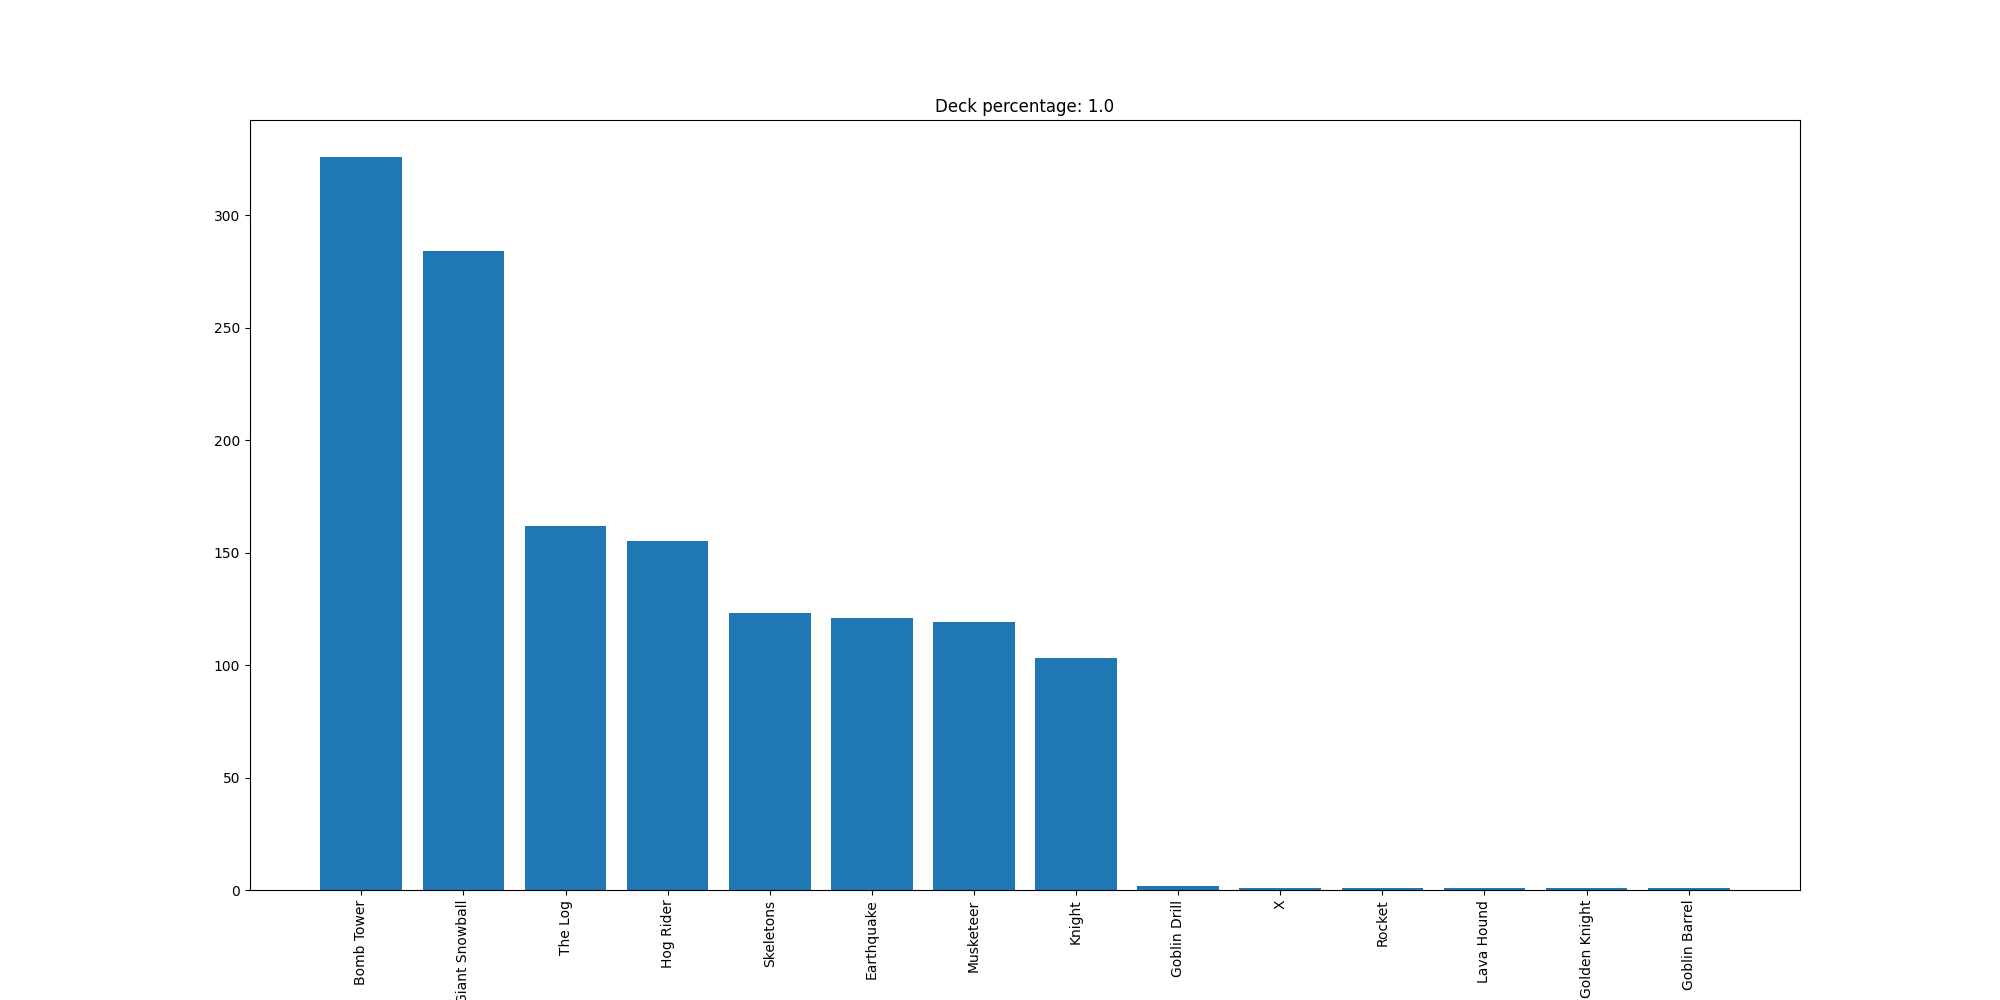 Deck percentage: 1.0
300
250
200
150
100
50
0
Bomb Tower
Giant Snowball
The Log
Hog Rider
Skeletons
Earthquake
Musketeer
Knight
Goblin Drill
X
Rocket
Lava Hound
Golden Knight
Goblin Barrel